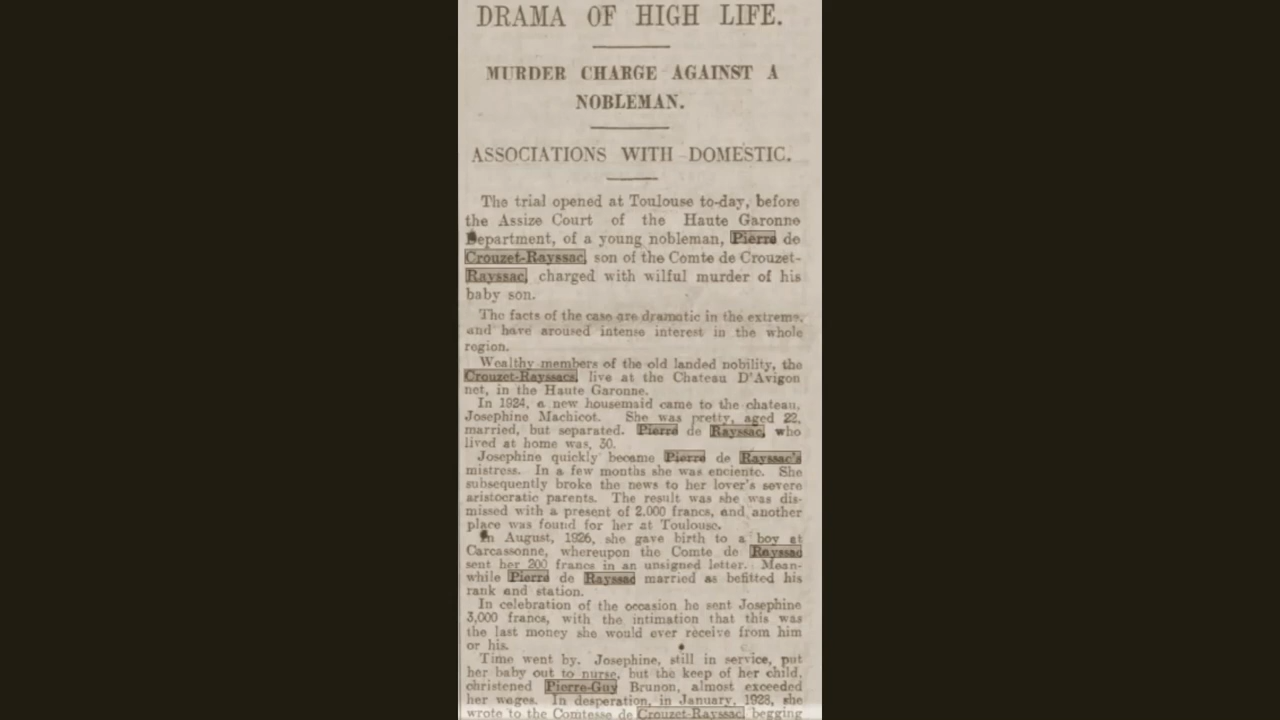 DRAMA OF HIGH LIFE.
MURDER CHARGE AGAINST A
NOBLEMAN.
ASSOCIATIONS WITH DOMESTIC.
The trial opened at Toulouse to-day, before
the Assize Court of the Haute Garonne
Department, of a young nobleman, Pierre de
Crouzet-Rayssac, son of the Comte de Crouzet-
Rayssac, charged with wilful murder of his
baby son.
The facts of the case are dramatic in the extreme,
and have aroused intense interest in the whole
region.
Wealthy members of the old landed nobility, the
Crouzet-Rayssacs, live at the Chateau D'Avigon
net, in the Haute Garonne.
In 1924, a new housemaid came to the chateau,
Josephine Machicot. She was pretty, aged 22,
married, but separated. Pierre de Rayssac, who
lived at home was, 30.
Josephine quickly became Pierre de Rayssac's
mistress. In a few months she was enciente. She
subsequently broke the news to her lover's severe
aristocratic parents. The result was she was dis-
missed with a present of 2,000 francs, and another
place was found for her at Toulouse.
In August, 1926, she gave birth to a boy at
Carcassonne, whereupon the Comte de Rayssac
sent her 200 francs in an unsigned letter. Mean-
while Pierre de Rayssac married as befitted his
rank and station.
In celebration of the occasion he sent Josephine
3,000 francs, with the intimation that this was
the last money she would ever receive from him
or his.
Time went by. Josephine, still in service, put
her baby out to nurse, but the keep of her child,
christened Pierre-Guy Brunon, almost exceeded
her wages. In desperation, in January, 1928, she
wrote to the Comtesse de Crouzet-Rayssac, begging